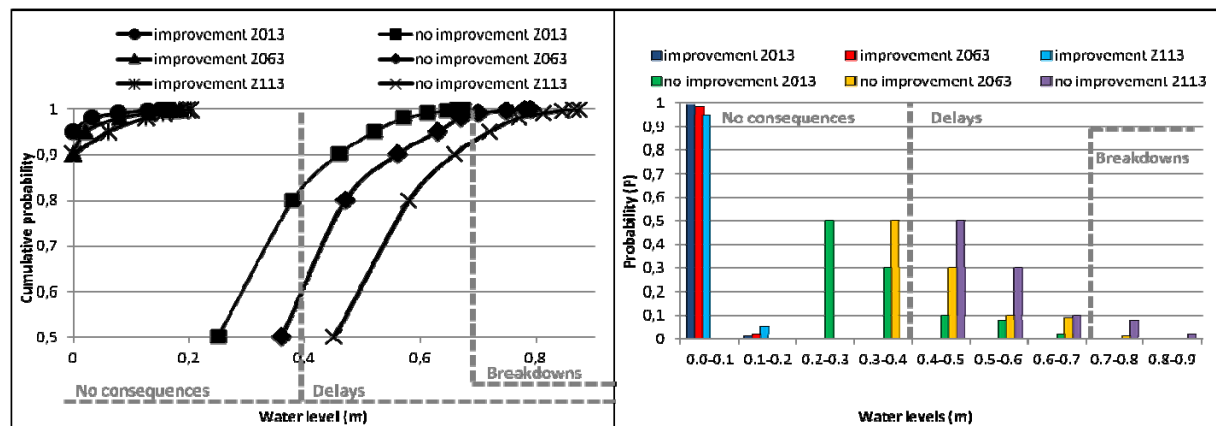 improvement 2013
no improvement 2013
improvement 2063
no improvement 2063
improvement 2113
no improvement 2113
Cumulative probability
1
0,9
0,8
0,7
0,6
0,5
0
0,2
0,4
0,6
0,8
No consequences
Delays
Breakdowns
Water level (m)
improvement 2013
improvement 2063
improvement 2113
no improvement 2013
no improvement 2063
no improvement 2113
Probability (P)
1
0,9
0,8
0,7
0,6
0,5
0,4
0,3
0,2
0,1
0
No consequences
Delays
Breakdowns
0.0-0.1
0.1-0.2
0.2-0.3
0.3-0.4
0.4-0.5
0.5-0.6
0.6-0.7
0.7-0.8
0.8-0.9
Water levels (m)